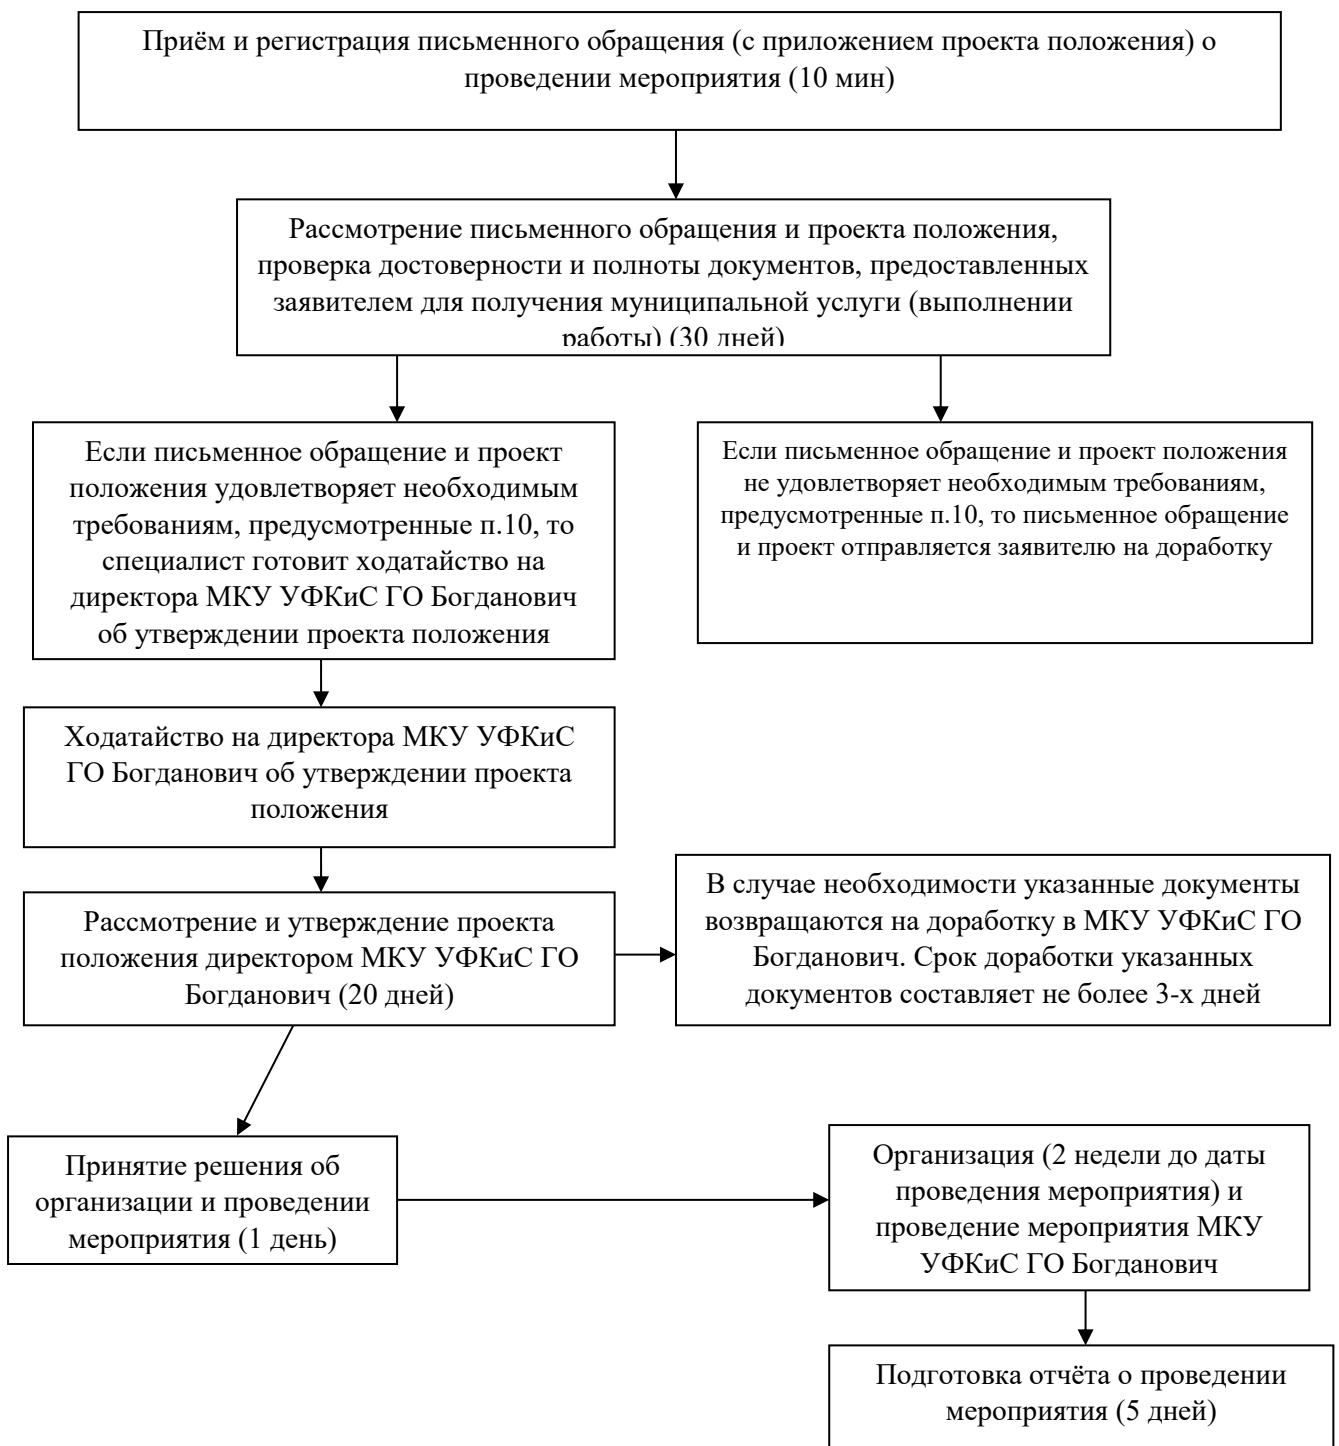 Приём и регистрация письменного обращения (с приложением проекта положения) о
проведении мероприятия (10 мин)
Рассмотрение письменного обращения и проекта положения,
проверка достоверности и полноты документов, предоставленных
заявителем для получения муниципальной услуги (выполнении
работы) (30 дней)
Если письменное обращение и проект
положения удовлетворяет необходимым
требованиям, предусмотренные п.10, то
специалист готовит ходатайство на
директора МКУ УФКиС ГО Богданович
об утверждении проекта положения
Если письменное обращение и проект положения
не удовлетворяет необходимым требованиям,
предусмотренные п.10, то письменное обращение
и проект отправляется заявителю на доработку
Ходатайство на директора МКУ УФКиС
ГО Богданович об утверждении проекта
положения
Рассмотрение и утверждение проекта
положения директором МКУ УФКиС ГО
Богданович (20 дней)
В случае необходимости указанные документы
возвращаются на доработку в МКУ УФКиС ГО
Богданович. Срок доработки указанных
документов составляет не более 3-х дней
Принятие решения об
организации и проведении
мероприятия (1 день)
Организация (2 недели до даты
проведения мероприятия) и
проведение мероприятия МКУ
УФКиС ГО Богданович
Подготовка отчёта о проведении
мероприятия (5 дней)